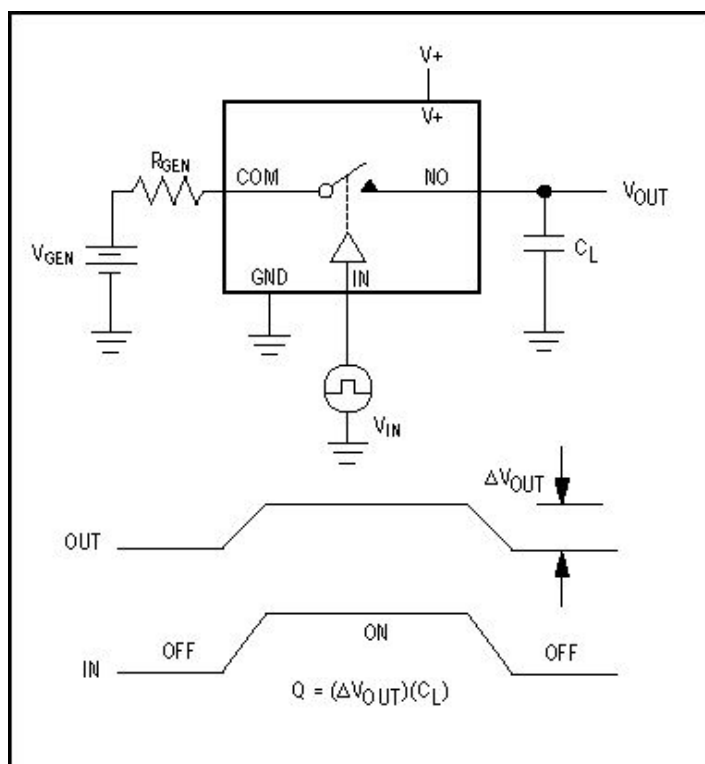 V+
V+
RGEN
COM
NO
VOUT
VGEN
CL
GND
IN
VIN
ΔVOUT
OUT
OFF
ON
OFF
IN
Q = (ΔVOUT)(CL)